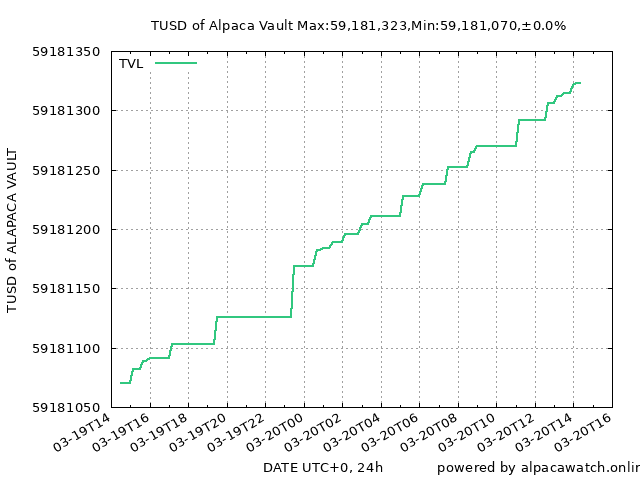 TUSD of Alpaca Vault Max:59,181,323,Min:59,181,070,±0.0%
TVL
59181350
59181300
59181250
59181200
59181150
59181100
59181050
TUSD of ALAPACA VAULT
03-19T14
03-19T16
03-19T18
03-19T20
03-19T22
03-20T00
03-20T02
03-20T04
03-20T06
03-20T08
03-20T10
03-20T12
03-20T14
03-20T16
DATE UTC+0, 24h
powered by alpacawatch.onlin